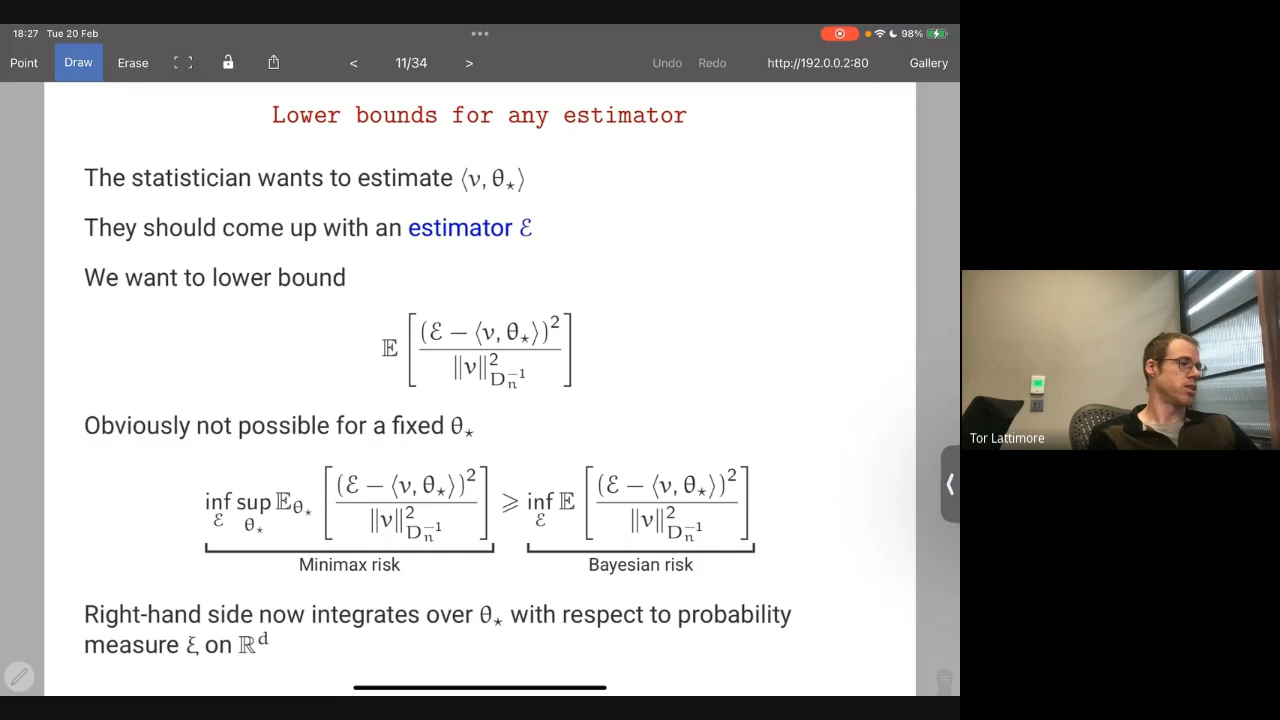 18:27 Tue 20 Feb 98%
Point Draw Erase < 11/34 > Undo Redo http://192.0.0.2:80 Gallery
Lower bounds for any estimator
The statistician wants to estimate ⟨v, θ⋆⟩
They should come up with an estimator ℰ
We want to lower bound
𝔼 [ (ℰ − ⟨v, θ⋆⟩)² / ‖v‖²_{D_n^{−1}} ]
Obviously not possible for a fixed θ⋆
inf_ℰ sup_{θ⋆} 𝔼_{θ⋆} [ (ℰ − ⟨v, θ⋆⟩)² / ‖v‖²_{D_n^{−1}} ] ⩾ inf_ℰ 𝔼 [ (ℰ − ⟨v, θ⋆⟩)² / ‖v‖²_{D_n^{−1}} ]
Minimax risk Bayesian risk
Right-hand side now integrates over θ⋆ with respect to probability
measure ξ on ℝᵈ
Tor Lattimore